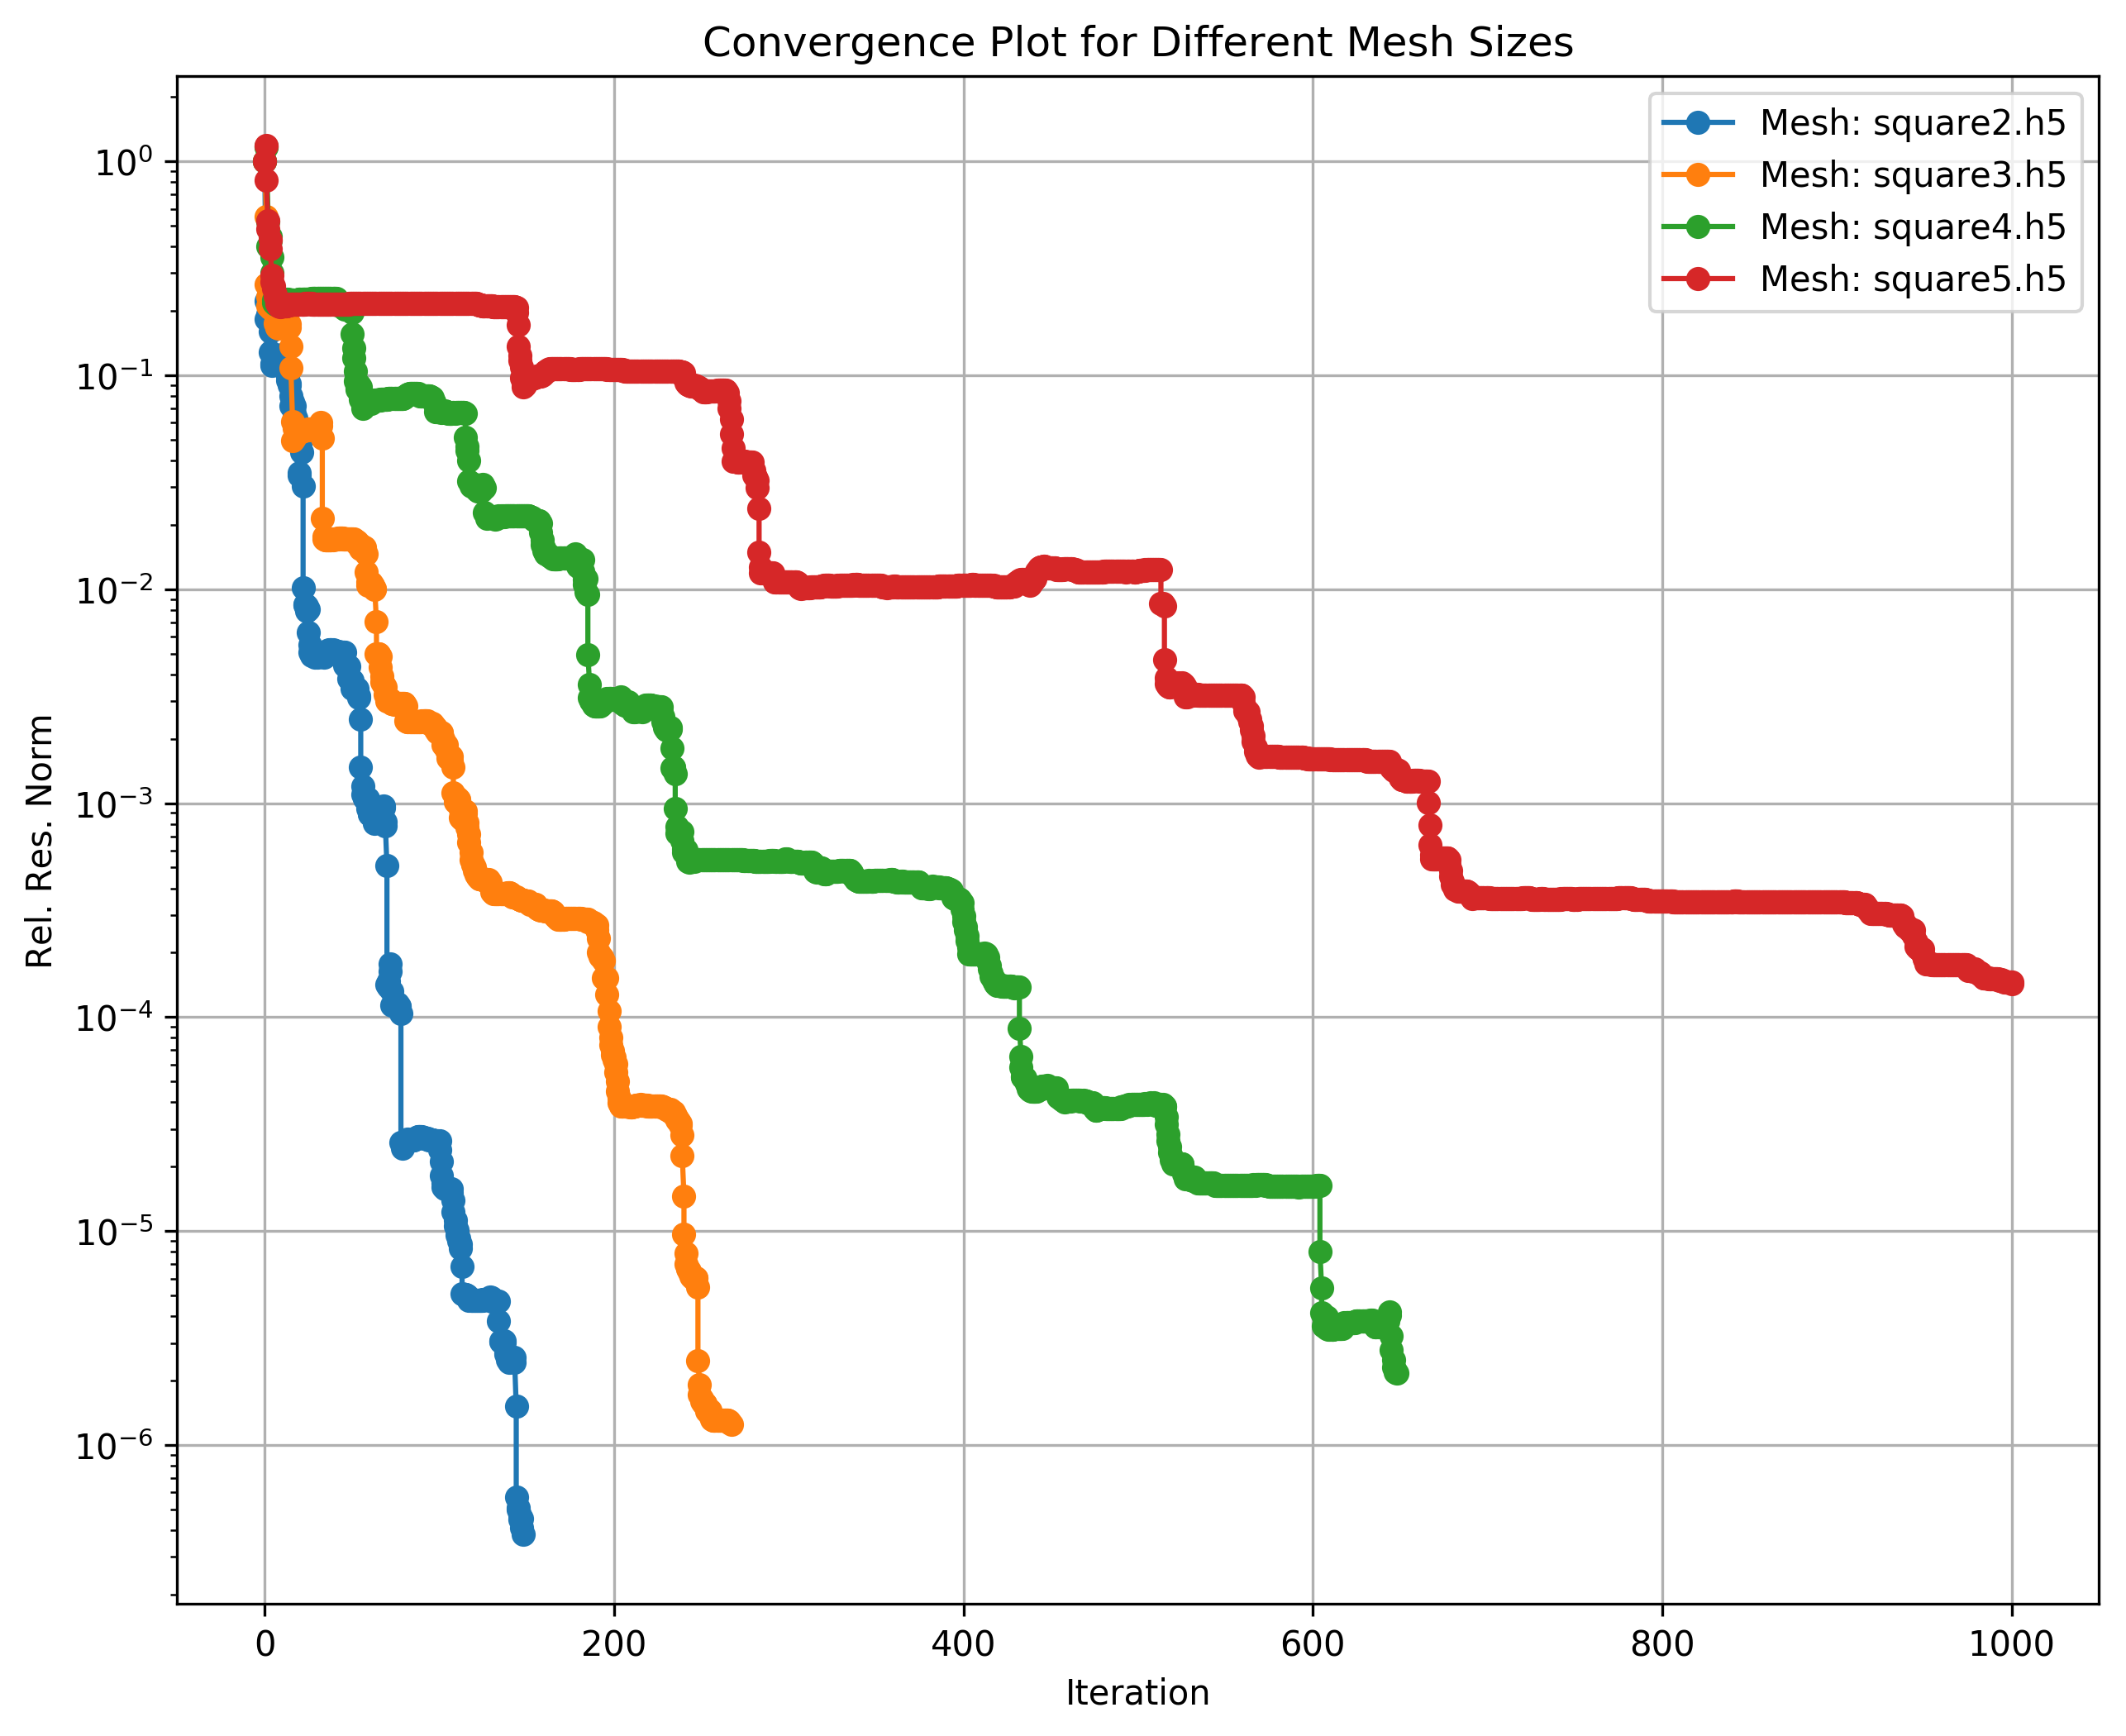 Convergence Plot for Different Mesh Sizes
Mesh: square2.h5
Mesh: square3.h5
Mesh: square4.h5
Mesh: square5.h5
Rel. Res. Norm
10⁰
10⁻¹
10⁻²
10⁻³
10⁻⁴
10⁻⁵
10⁻⁶
0 200 400 600 800 1000
Iteration